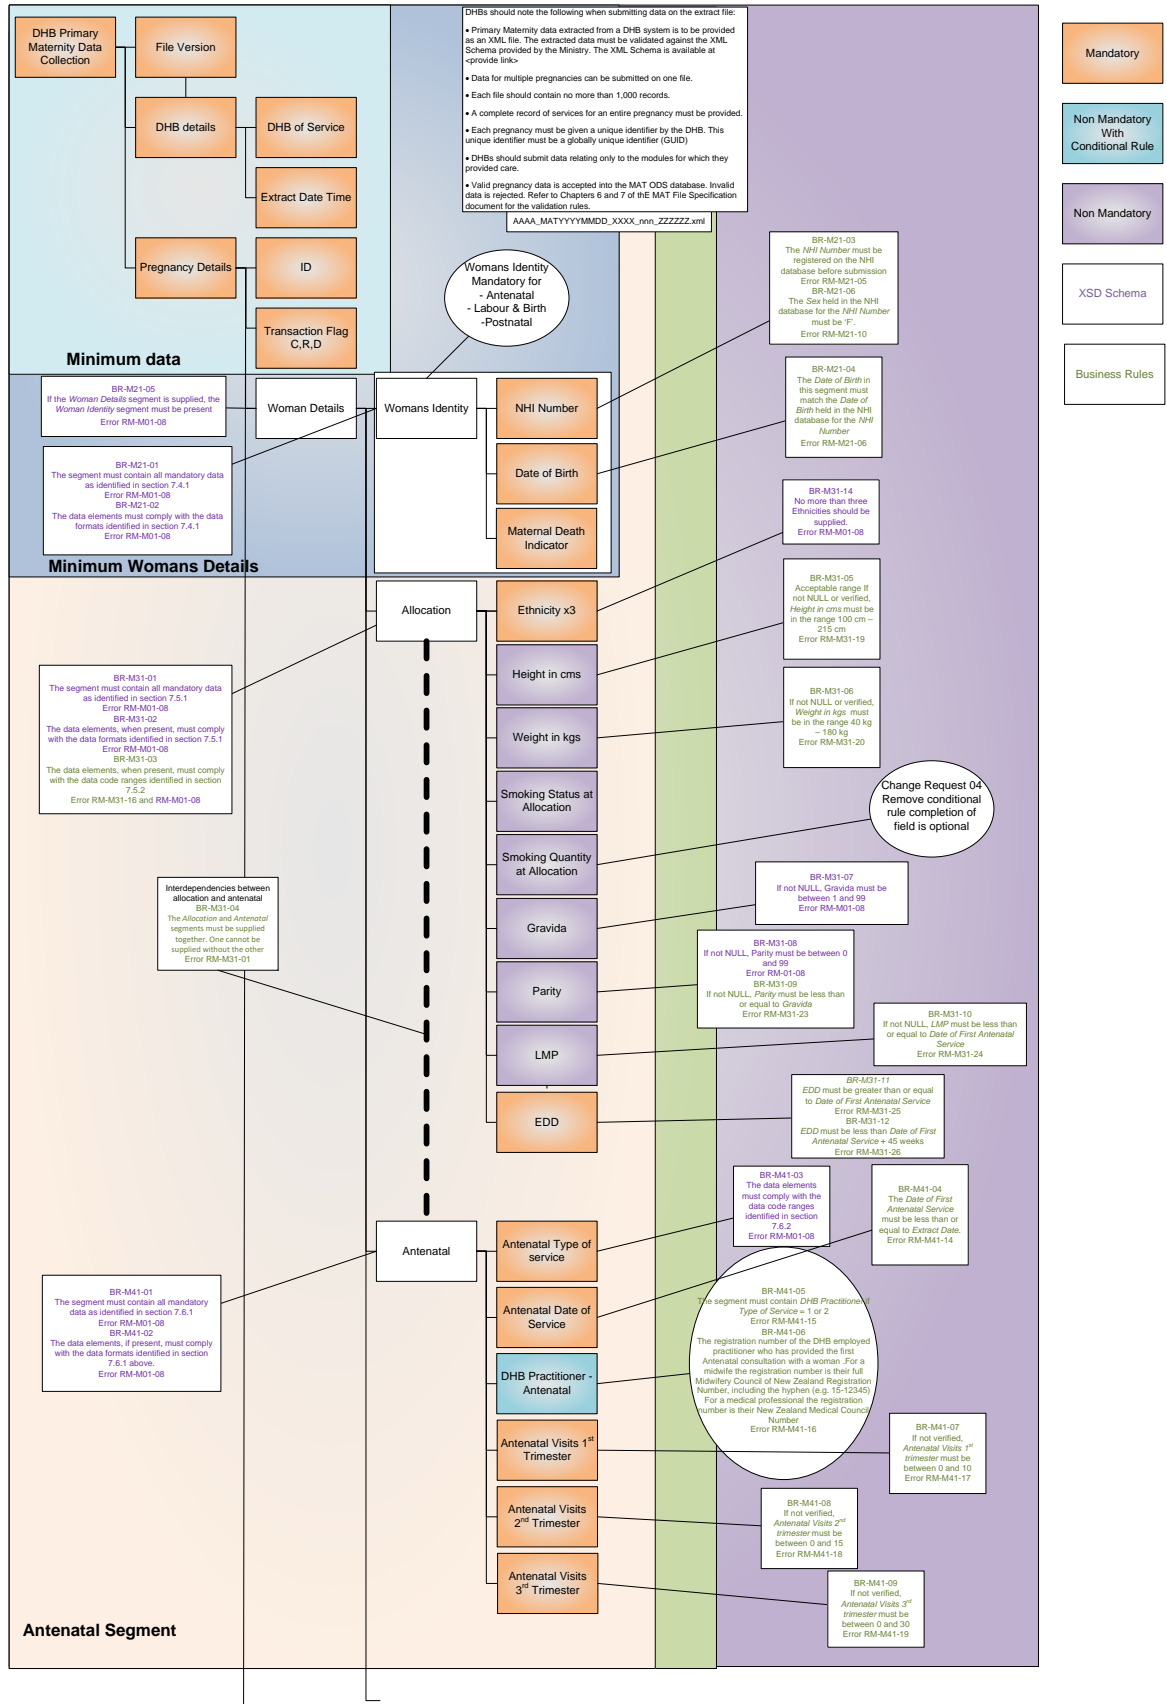 DHBs should note the following when submitting data on the extract file:
• Primary Maternity data extracted from a DHB system is to be provided
as an XML file. The extracted data must be validated against the XML
Schema provided by the Ministry. The XML Schema is available at
<provide link>
• Data for multiple pregnancies can be submitted on one file.
• Each file should contain no more than 1,000 records.
• A complete record of services for an entire pregnancy must be provided.
• Each pregnancy must be given a unique identifier by the DHB. This
unique identifier must be a globally unique identifier (GUID)
• DHBs should submit data relating only to the modules for which they
provided care.
• Valid pregnancy data is accepted into the MAT ODS database. Invalid
data is rejected. Refer to Chapters 6 and 7 of thE MAT File Specification
document for the validation rules.
AAAA_MATYYYYMMDD_XXXX_nnn_ZZZZZZ.xml
DHB Primary
Maternity Data
Collection
File Version
DHB details
DHB of Service
Extract Date Time
Pregnancy Details
ID
Transaction Flag
C,R,D
Minimum data
Mandatory
Non Mandatory
With
Conditional Rule
Non Mandatory
XSD Schema
Business Rules
Womans Identity
Mandatory for
- Antenatal
- Labour & Birth
-Postnatal
BR-M21-03
The NHI Number must be
registered on the NHI
database before submission
Error RM-M21-05
BR-M21-06
The Sex held in the NHI
database for the NHI Number
must be 'F'.
Error RM-M21-10
BR-M21-04
The Date of Birth in
this segment must
match the Date of
Birth held in the NHI
database for the NHI
Number
Error RM-M21-06
BR-M21-05
If the Woman Details segment is supplied, the
Woman Identity segment must be present
Error RM-M01-08
Woman Details
Womans Identity
NHI Number
Date of Birth
Maternal Death
Indicator
BR-M21-01
The segment must contain all mandatory data
as identified in section 7.4.1
Error RM-M01-08
BR-M21-02
The data elements must comply with the data
formats identified in section 7.4.1
Error RM-M01-08
Minimum Womans Details
BR-M31-14
No more than three
Ethnicities should be
supplied.
Error RM-M01-08
Allocation
Ethnicity x3
Height in cms
Weight in kgs
Smoking Status at
Allocation
Smoking Quantity
at Allocation
Gravida
Parity
LMP
EDD
BR-M31-05
Acceptable range If
not NULL or verified,
Height in cms must be
in the range 100 cm –
215 cm
Error RM-M31-19
BR-M31-06
If not NULL or verified,
Weight in kgs must
be in the range 40 kg
– 180 kg
Error RM-M31-20
BR-M31-01
The segment must contain all mandatory data
as identified in section 7.5.1
Error RM-M01-08
BR-M31-02
The data elements, when present, must comply
with the data formats identified in section 7.5.1
Error RM-M01-08
BR-M31-03
The data elements, when present, must comply
with the data code ranges identified in section
7.5.2
Error RM-M31-16 and RM-M01-08
Change Request 04
Remove conditional
rule completion of
field is optional
Interdependencies between
allocation and antenatal
BR-M31-04
The Allocation and Antenatal
segments must be supplied
together. One cannot be
supplied without the other
Error RM-M31-01
BR-M31-07
If not NULL, Gravida must be
between 1 and 99
Error RM-M01-08
BR-M31-08
If not NULL, Parity must be between 0
and 99
Error RM-01-08
BR-M31-09
If not NULL, Parity must be less than
or equal to Gravida
Error RM-M31-23
BR-M31-10
If not NULL, LMP must be less than
or equal to Date of First Antenatal
Service
Error RM-M31-24
BR-M31-11
EDD must be greater than or equal
to Date of First Antenatal Service
Error RM-M31-25
BR-M31-12
EDD must be less than Date of First
Antenatal Service + 45 weeks
Error RM-M31-26
Antenatal
Antenatal Type of
service
Antenatal Date of
Service
DHB Practitioner -
Antenatal
Antenatal Visits 1st
Trimester
Antenatal Visits
2nd Trimester
Antenatal Visits
3rd Trimester
BR-M41-03
The data elements
must comply with the
data code ranges
identified in section
7.6.2
Error RM-M01-08
BR-M41-04
The Date of First
Antenatal Service
must be less than or
equal to Extract Date.
Error RM-M41-14
BR-M41-01
The segment must contain all mandatory
data as identified in section 7.6.1
Error RM-M01-08
BR-M41-02
The data elements, if present, must comply
with the data formats identified in section
7.6.1 above.
Error RM-M01-08
BR-M41-05
The segment must contain DHB Practitioner if
Type of Service = 1 or 2
Error RM-M41-15
BR-M41-06
The registration number of the DHB employed
practitioner who has provided the first
Antenatal consultation with a woman .For a
midwife the registration number is their full
Midwifery Council of New Zealand Registration
Number, including the hyphen (e.g. 15-12345)
For a medical professional the registration
number is their New Zealand Medical Council
Number
Error RM-M41-16
BR-M41-07
If not verified,
Antenatal Visits 1st
trimester must be
between 0 and 10
Error RM-M41-17
BR-M41-08
If not verified,
Antenatal Visits 2nd
trimester must be
between 0 and 15
Error RM-M41-18
BR-M41-09
If not verified,
Antenatal Visits 3rd
trimester must be
between 0 and 30
Error RM-M41-19
Antenatal Segment